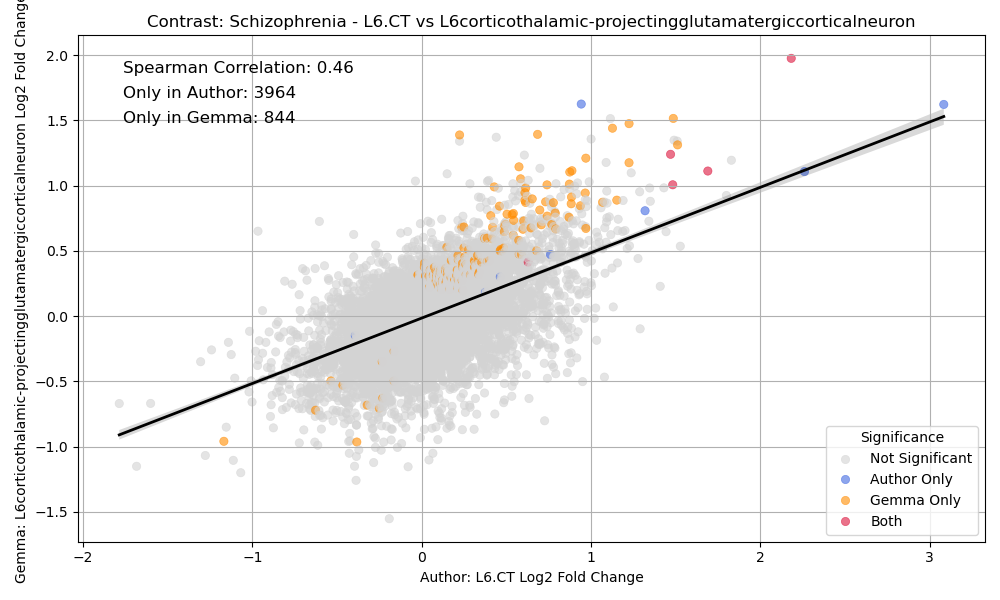 Contrast: Schizophrenia - L6.CT vs L6corticothalamic-projectingglutamatergiccorticalneuron
Spearman Correlation: 0.46
Only in Author: 3964
Only in Gemma: 844
Gemma: L6corticothalamic-projectingglutamatergiccorticalneuron Log2 Fold Change
2.0
1.5
1.0
0.5
0.0
−0.5
−1.0
−1.5
Significance
Not Significant
Author Only
Gemma Only
Both
−2
−1
0
1
2
3
Author: L6.CT Log2 Fold Change